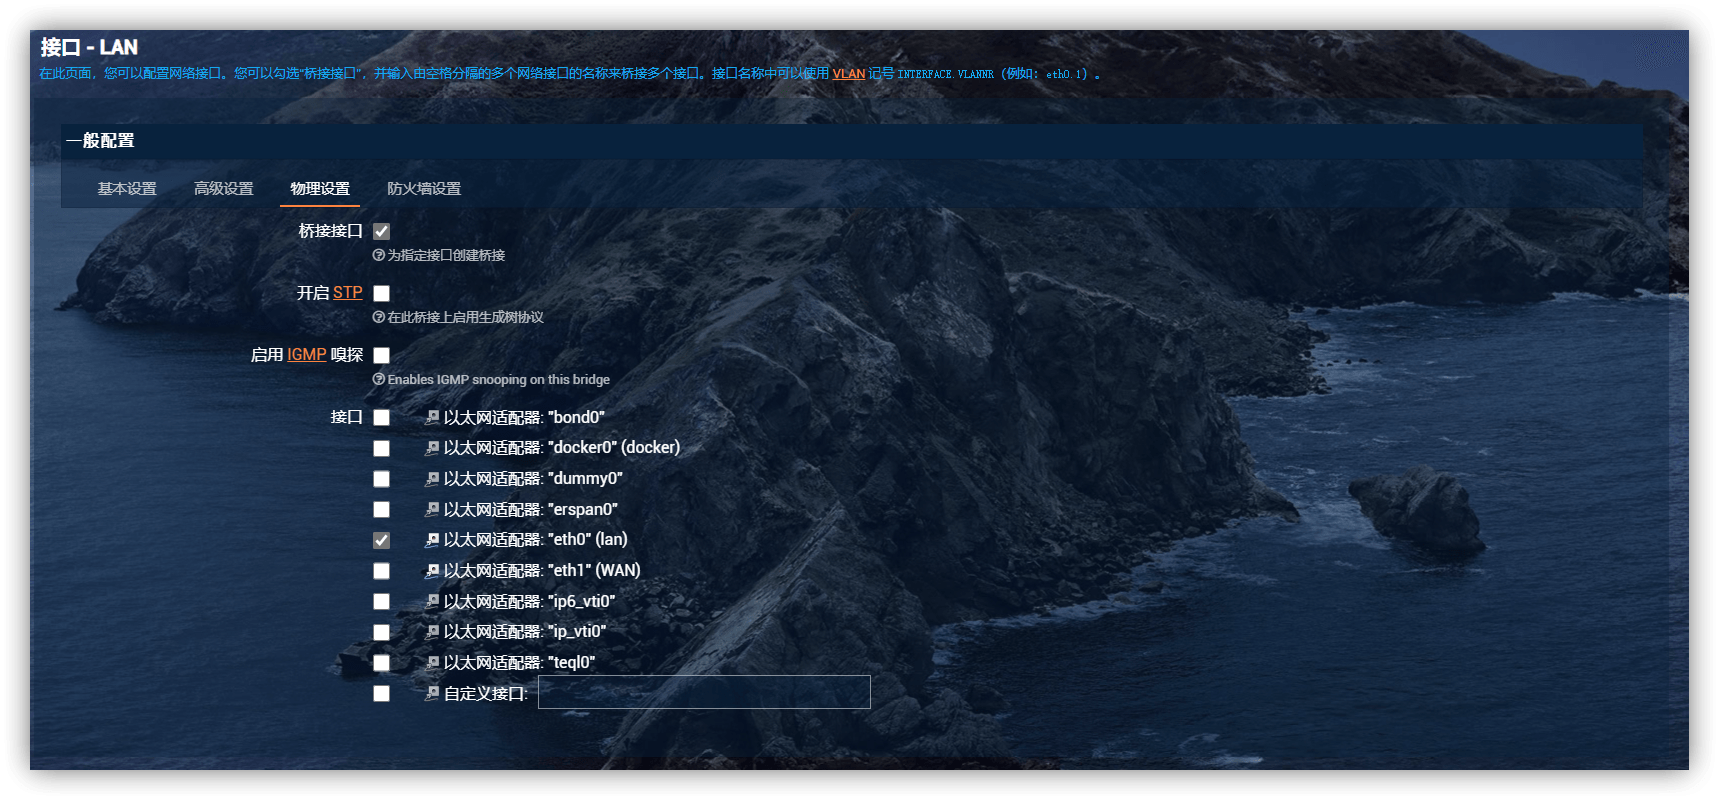 接口 - LAN
在此页面，您可以配置网络接口。您可以勾选"桥接接口"，并输入由空格分隔的多个网络接口的名称来桥接多个接口。接口名称中可以使用 VLAN 记号 INTERFACE.VLANNR（例如：eth0.1）。
一般配置
基本设置 高级设置 物理设置 防火墙设置
桥接接口
为指定接口创建桥接
开启 STP
在此桥接上启用生成树协议
启用 IGMP 嗅探
Enables IGMP snooping on this bridge
接口 以太网适配器: "bond0"
以太网适配器: "docker0" (docker)
以太网适配器: "dummy0"
以太网适配器: "erspan0"
以太网适配器: "eth0" (lan)
以太网适配器: "eth1" (WAN)
以太网适配器: "ip6_vti0"
以太网适配器: "ip_vti0"
以太网适配器: "teql0"
自定义接口: